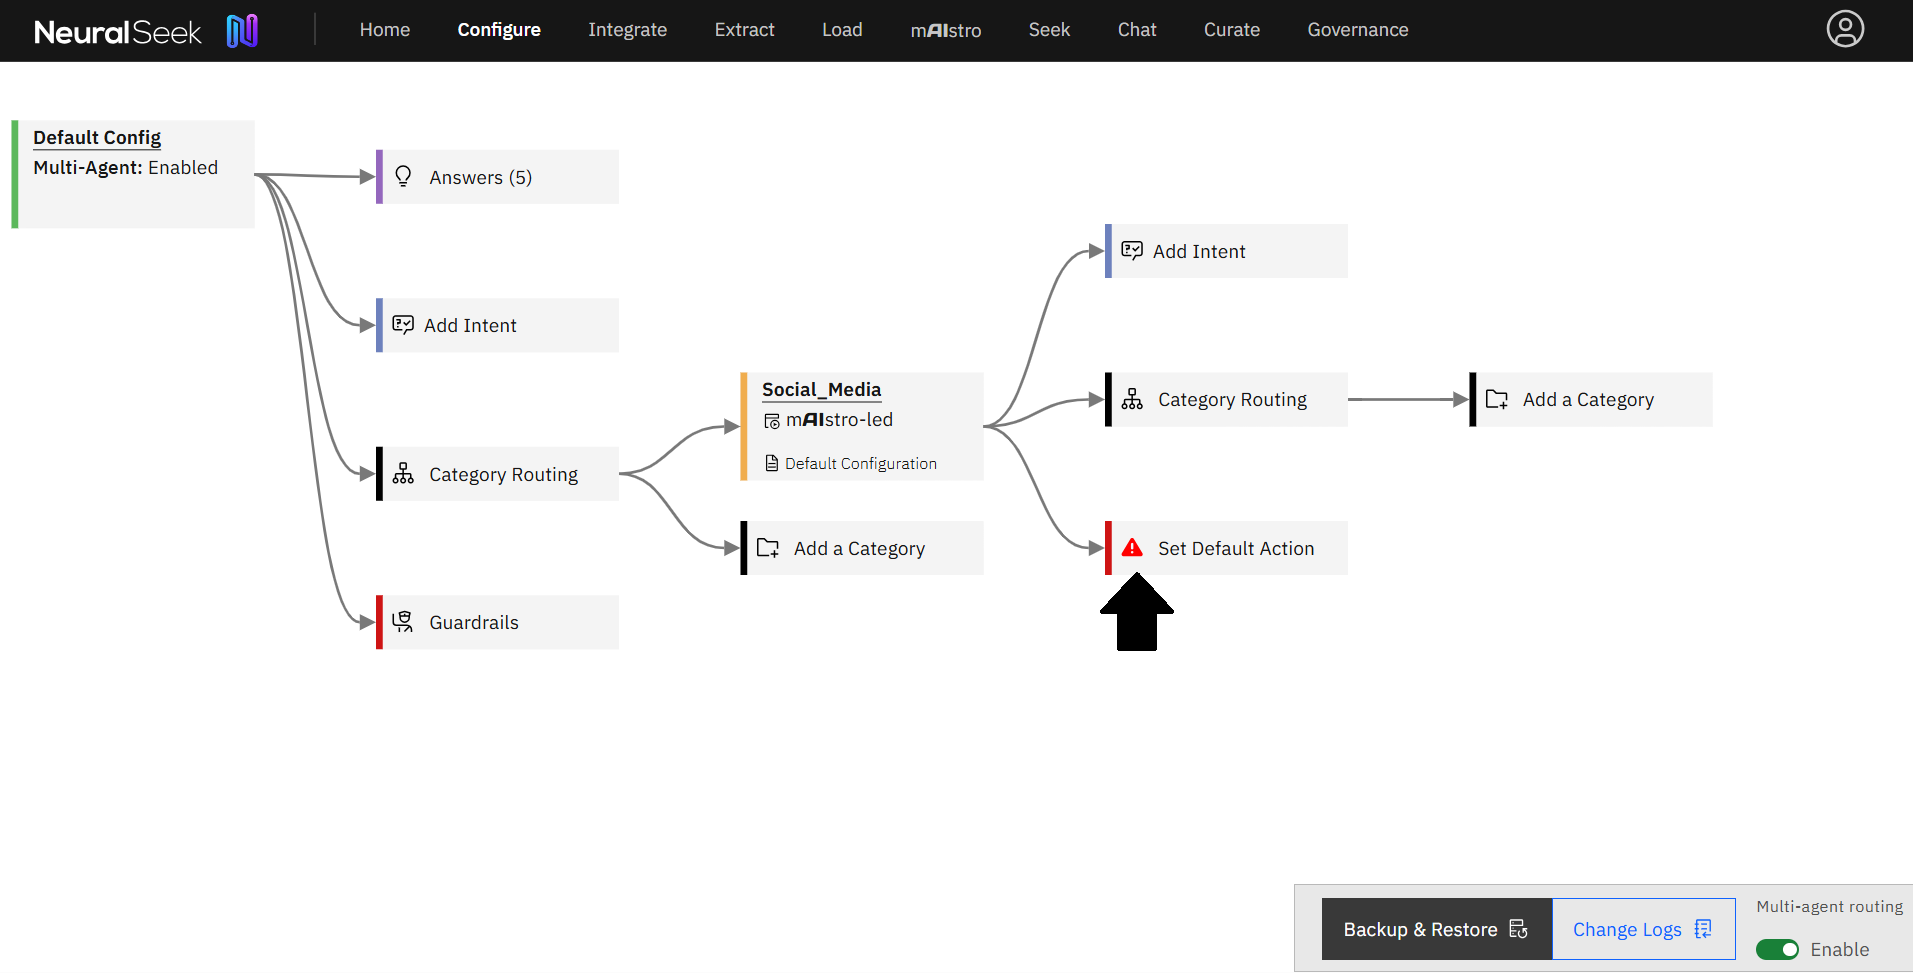 NeuralSeek
Home Configure Integrate Extract Load mAIstro Seek Chat Curate Governance
Default Config
Multi-Agent: Enabled
Answers (5)
Add Intent
Category Routing
Guardrails
Social_Media
mAIstro-led
Default Configuration
Add a Category
Add Intent
Category Routing
Set Default Action
Add a Category
Backup & Restore
Change Logs
Multi-agent routing
Enable